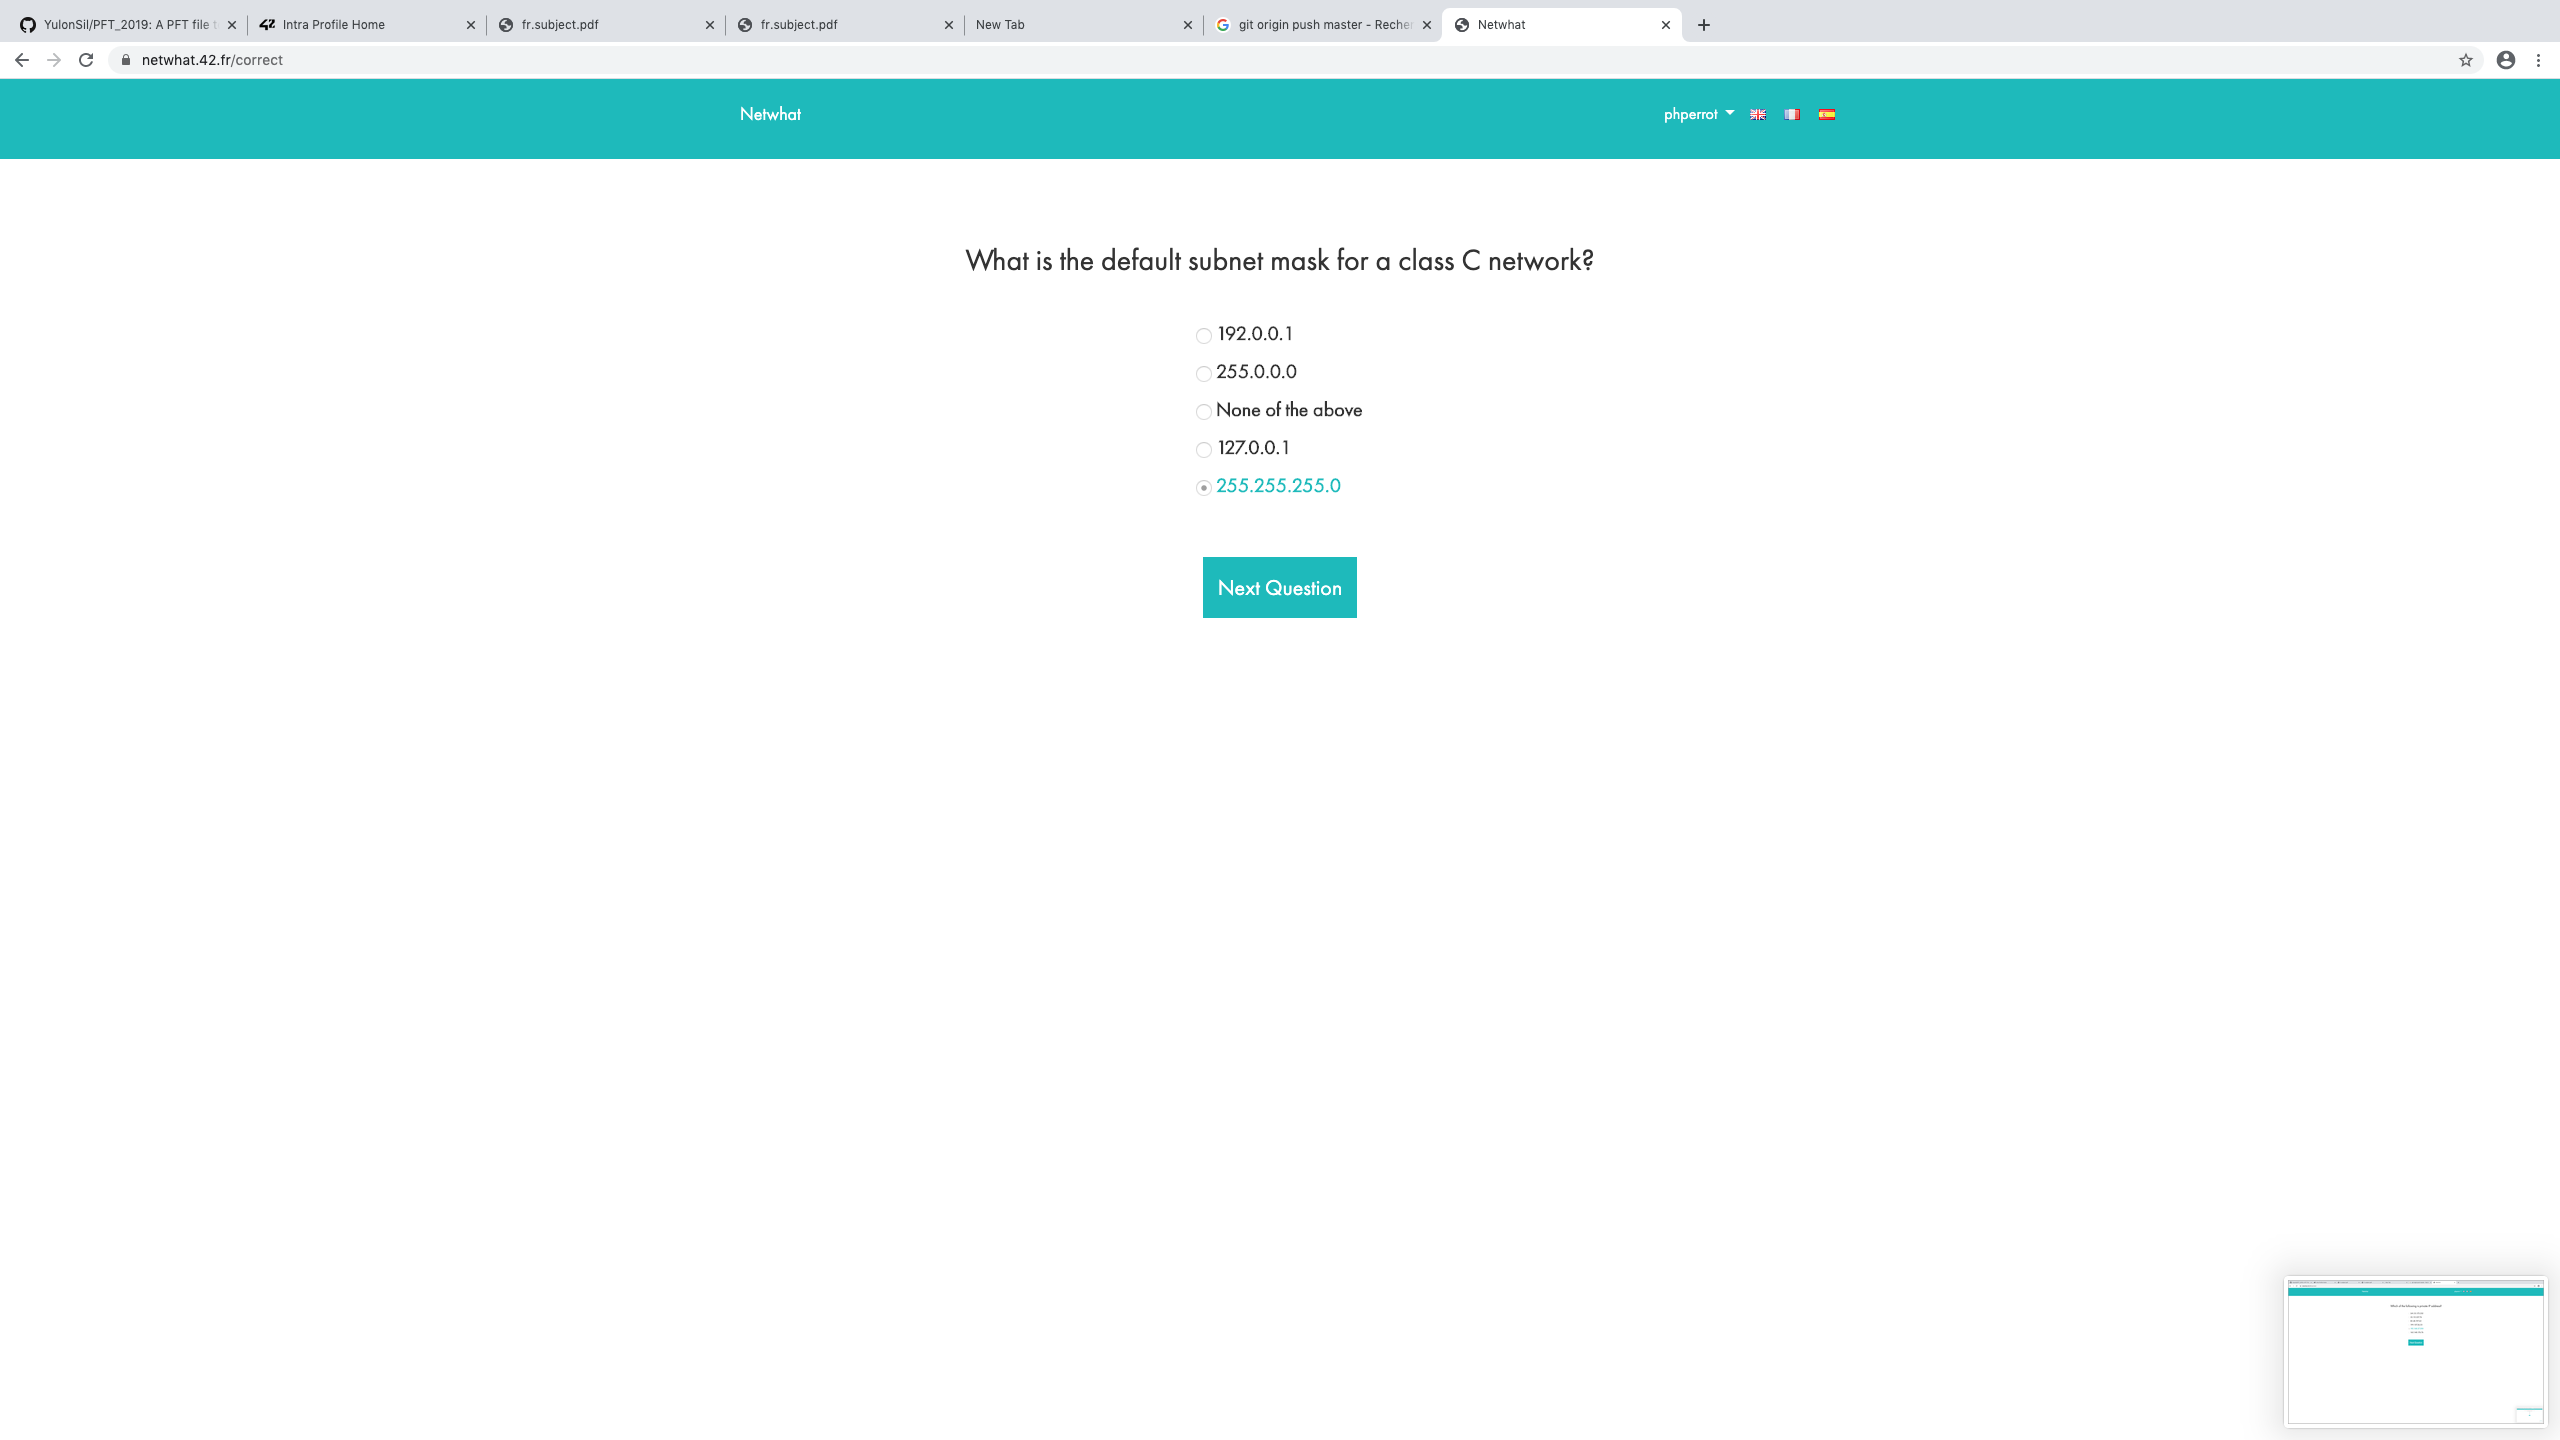 YulonSil/PFT_2019: A PFT file t
Intra Profile Home
fr.subject.pdf
fr.subject.pdf
New Tab
git origin push master - Recher
Netwhat
netwhat.42.fr/correct
Netwhat
phperrot
What is the default subnet mask for a class C network?
192.0.0.1
255.0.0.0
None of the above
127.0.0.1
255.255.255.0
Next Question